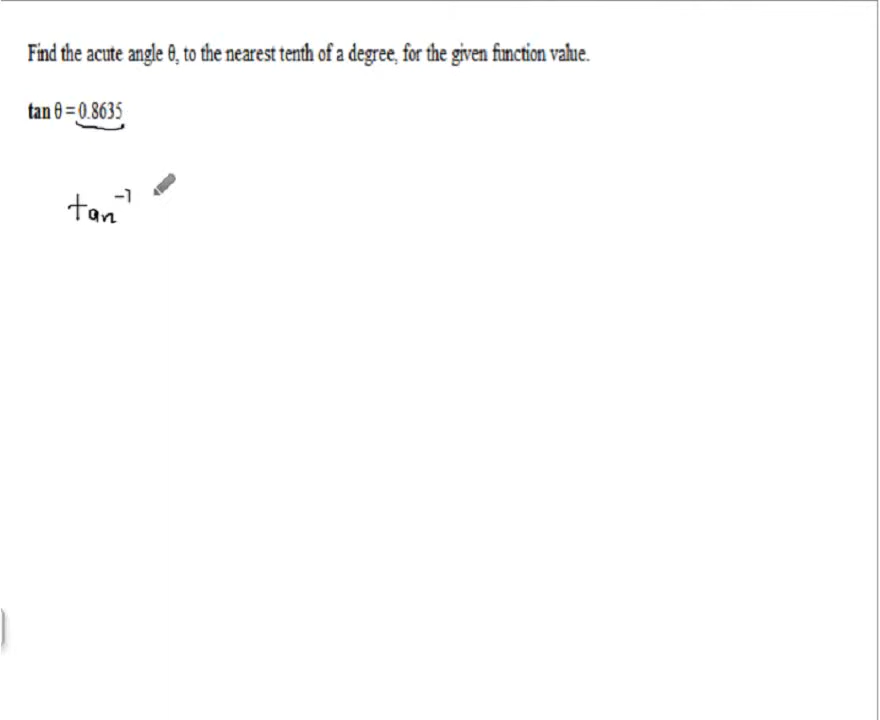 Find the acute angle θ, to the nearest tenth of a degree, for the given function value.
tan θ = 0.8635
tan⁻¹